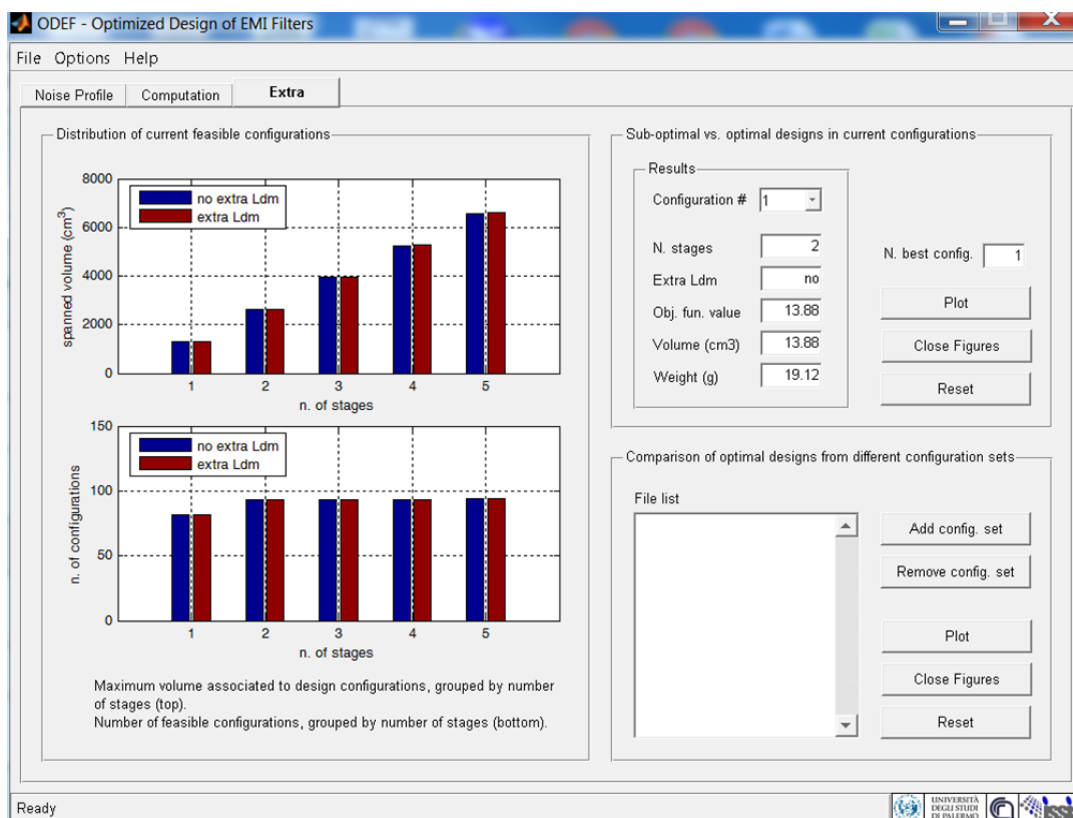 ODEF - Optimized Design of EMI Filters
File Options Help
Noise Profile Computation Extra
Distribution of current feasible configurations
8000
6000
4000
2000
0
spanned volume (cm3)
no extra Ldm
extra Ldm
1 2 3 4 5
n. of stages
150
100
50
0
n. of configurations
no extra Ldm
extra Ldm
1 2 3 4 5
n. of stages
Maximum volume associated to design configurations, grouped by number
of stages (top).
Number of feasible configurations, grouped by number of stages (bottom).
Sub-optimal vs. optimal designs in current configurations
Results
Configuration # 1
N. stages 2
Extra Ldm no
Obj. fun. value 13.88
Volume (cm3) 13.88
Weight (g) 19.12
N. best config. 1
Plot
Close Figures
Reset
Comparison of optimal designs from different configuration sets
File list
Add config. set
Remove config. set
Plot
Close Figures
Reset
Ready
UNIVERSITÀ
DEGLI STUDI
DI PALERMO